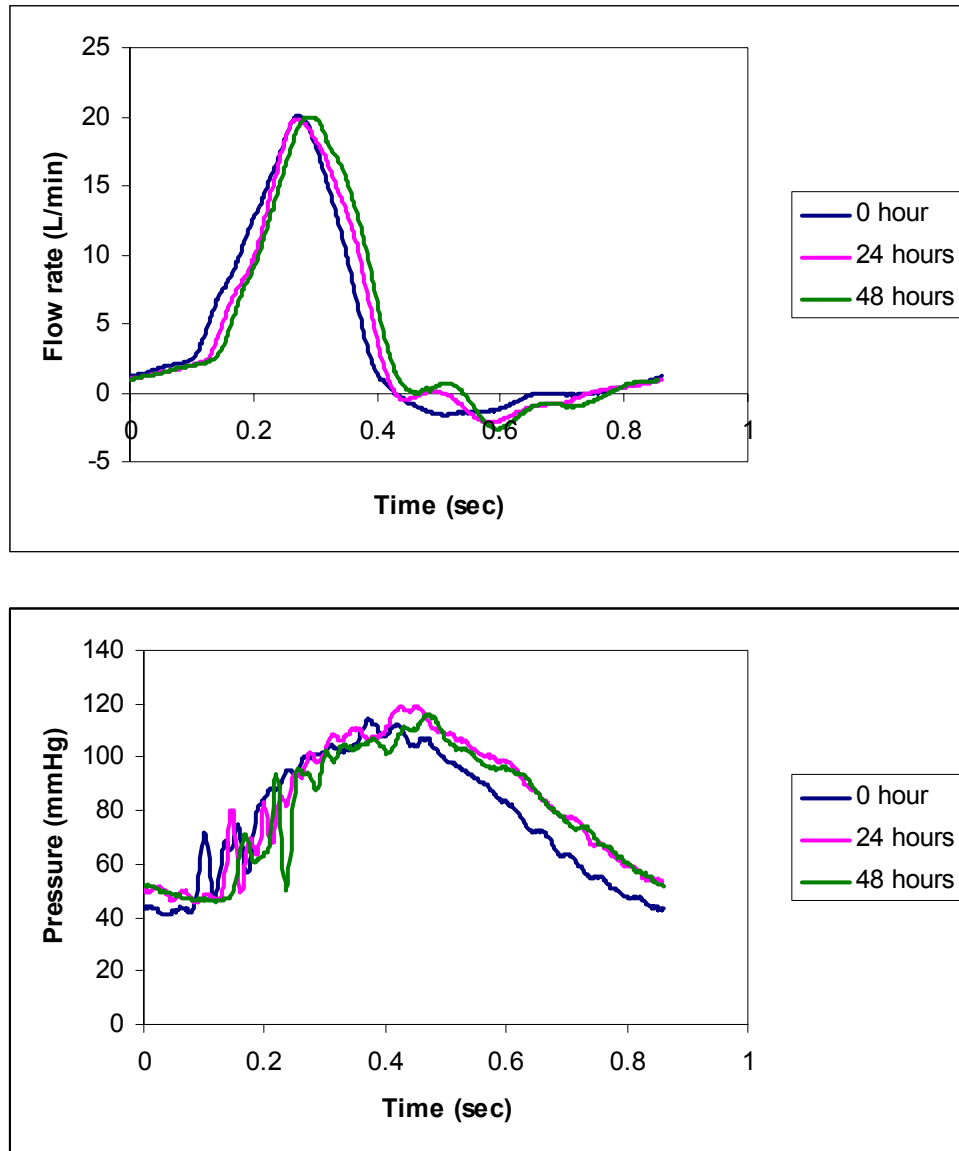 25
20
15
10
5
0
-5
0 0.2 0.4 0.6 0.8 1
Flow rate (L/min)
Time (sec)
0 hour
24 hours
48 hours
140
120
100
80
60
40
20
0
0 0.2 0.4 0.6 0.8 1
Pressure (mmHg)
Time (sec)
0 hour
24 hours
48 hours